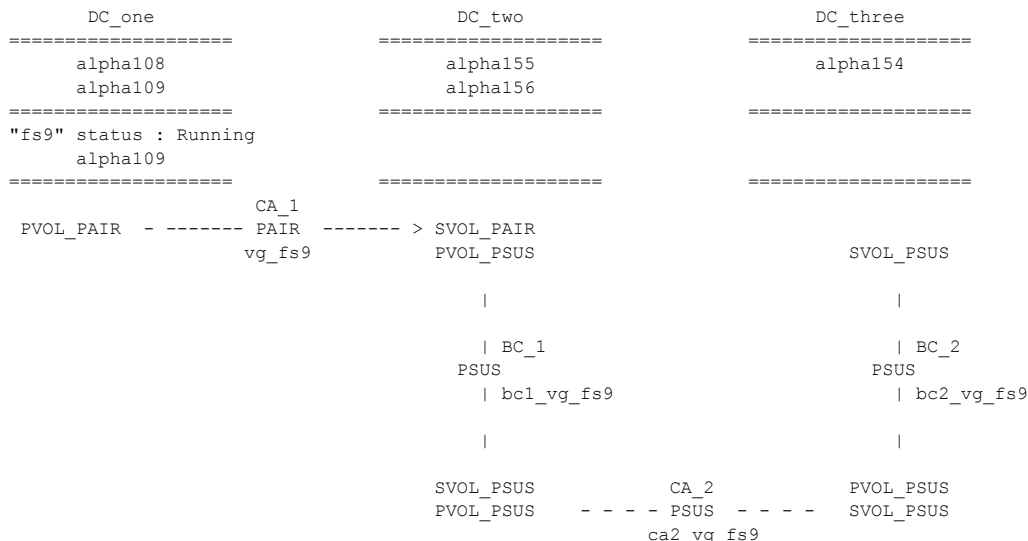 DC_one DC_two DC_three
==================== ==================== ====================
alpha108 alpha155 alpha154
alpha109 alpha156
==================== ==================== ====================
"fs9" status : Running
alpha109
==================== ==================== ====================
CA_1
PVOL_PAIR - ------- PAIR ------- > SVOL_PAIR
vg_fs9 PVOL_PSUS SVOL_PSUS
| |
| BC_1 | BC_2
PSUS PSUS
| bc1_vg_fs9 | bc2_vg_fs9
| |
SVOL_PSUS CA_2 PVOL_PSUS
PVOL_PSUS - - - - PSUS - - - - SVOL_PSUS
ca2_vg_fs9